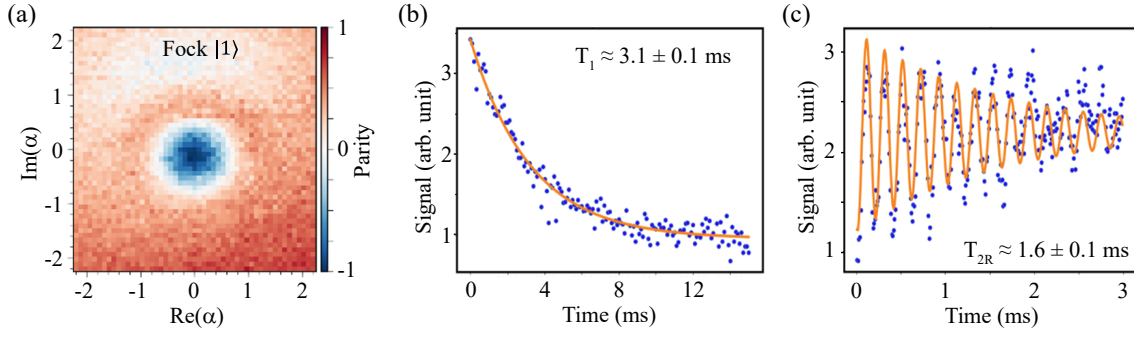 (a)
Fock |1⟩
Im(α)
2
1
0
-1
-2
-2
-1
0
1
2
Re(α)
1
0
-1
Parity
(b)
T₁ ≈ 3.1 ± 0.1 ms
Signal (arb. unit)
3
2
1
0
4
8
12
Time (ms)
(c)
Signal (arb. unit)
3
2
1
T₂R ≈ 1.6 ± 0.1 ms
0
1
2
3
Time (ms)